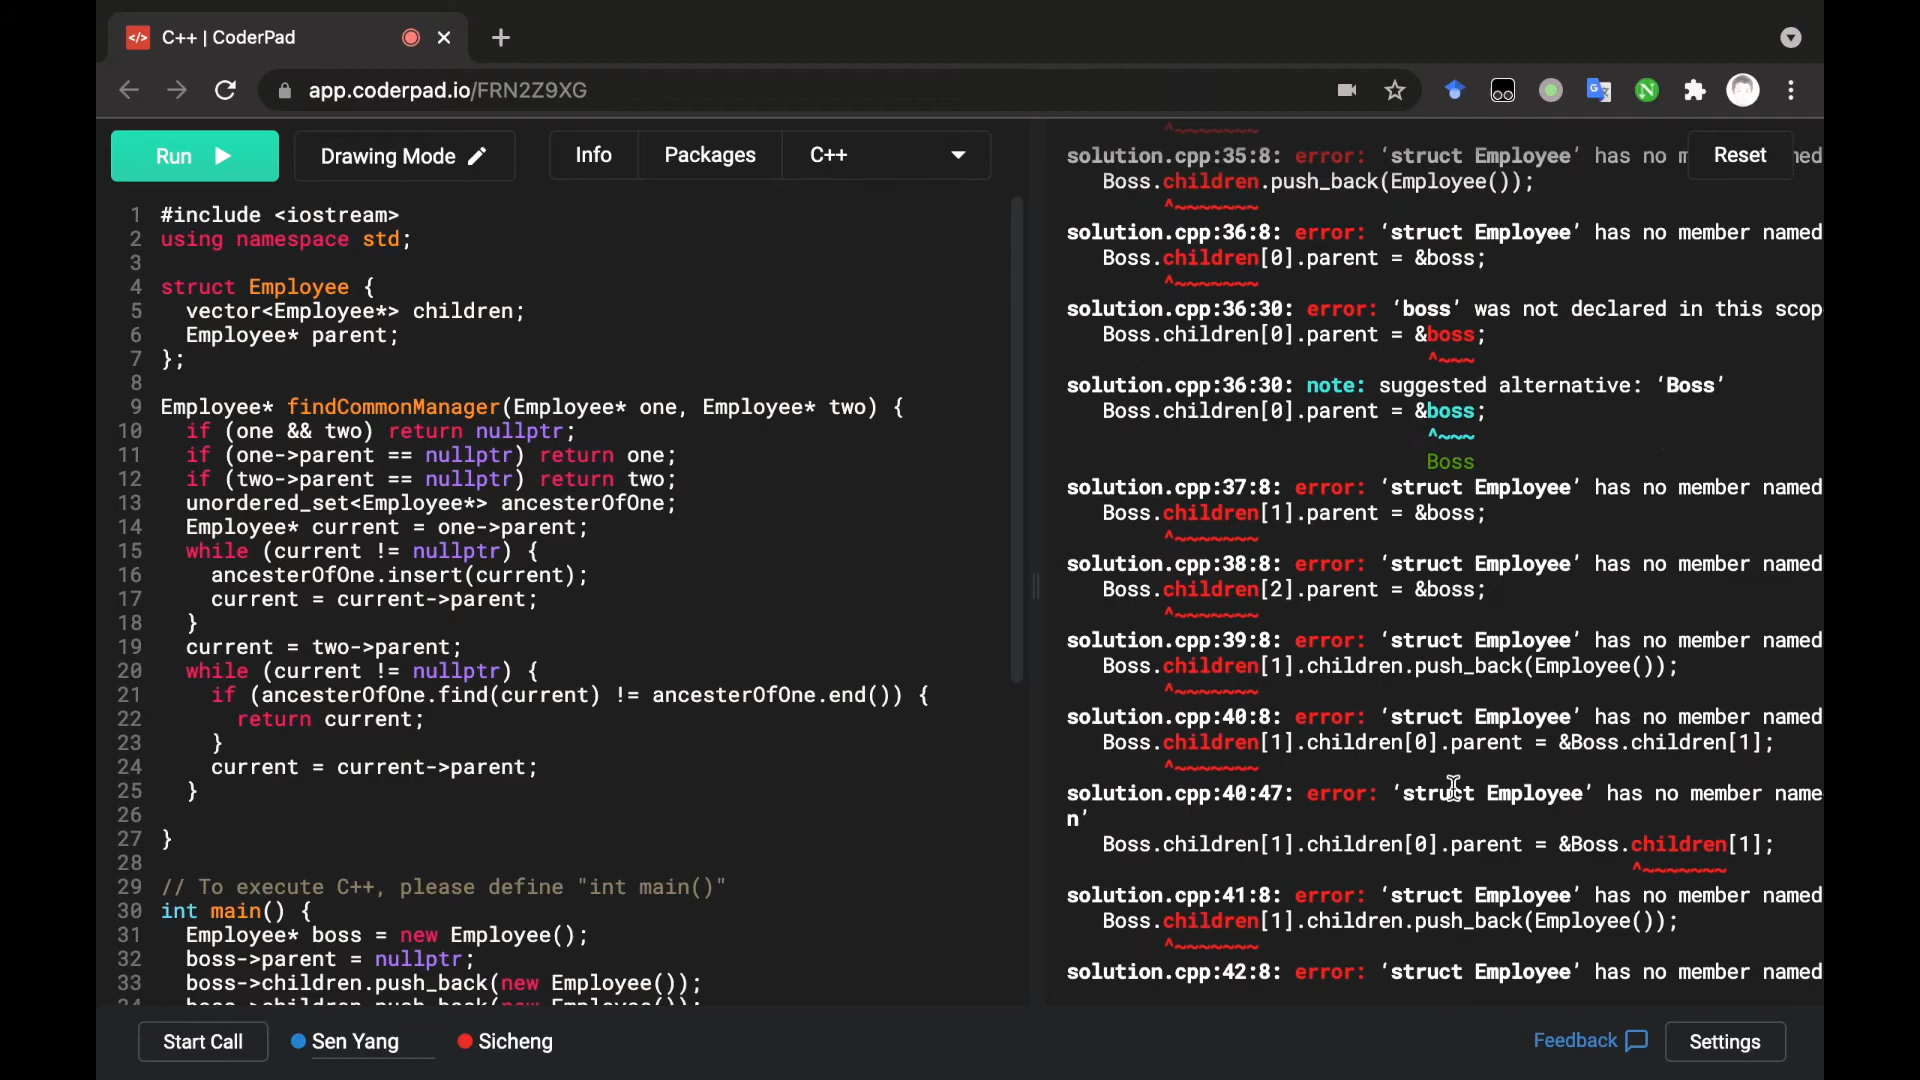 C++ | CoderPad
app.coderpad.io/FRN2Z9XG
Run
Drawing Mode
Info
Packages
C++
1 #include <iostream>
2 using namespace std;
3
4 struct Employee {
5 vector<Employee*> children;
6 Employee* parent;
7 };
8
9 Employee* findCommonManager(Employee* one, Employee* two) {
10 if (one && two) return nullptr;
11 if (one->parent == nullptr) return one;
12 if (two->parent == nullptr) return two;
13 unordered_set<Employee*> ancesterOfOne;
14 Employee* current = one->parent;
15 while (current != nullptr) {
16 ancesterOfOne.insert(current);
17 current = current->parent;
18 }
19 current = two->parent;
20 while (current != nullptr) {
21 if (ancesterOfOne.find(current) != ancesterOfOne.end()) {
22 return current;
23 }
24 current = current->parent;
25 }
26
27 }
28
29 // To execute C++, please define "int main()"
30 int main() {
31 Employee* boss = new Employee();
32 boss->parent = nullptr;
33 boss->children.push_back(new Employee());
Reset
^~~~~~~~
solution.cpp:35:8: error: ‘struct Employee’ has no m
Boss.children.push_back(Employee());
^~~~~~~~
solution.cpp:36:8: error: ‘struct Employee’ has no member named
Boss.children[0].parent = &boss;
^~~~~~~~
solution.cpp:36:30: error: ‘boss’ was not declared in this scop
Boss.children[0].parent = &boss;
^~~~
solution.cpp:36:30: note: suggested alternative: ‘Boss’
Boss.children[0].parent = &boss;
^~~~
Boss
solution.cpp:37:8: error: ‘struct Employee’ has no member named
Boss.children[1].parent = &boss;
^~~~~~~~
solution.cpp:38:8: error: ‘struct Employee’ has no member named
Boss.children[2].parent = &boss;
^~~~~~~~
solution.cpp:39:8: error: ‘struct Employee’ has no member named
Boss.children[1].children.push_back(Employee());
^~~~~~~~
solution.cpp:40:8: error: ‘struct Employee’ has no member named
Boss.children[1].children[0].parent = &Boss.children[1];
^~~~~~~~
solution.cpp:40:47: error: ‘struct Employee’ has no member name
n’
Boss.children[1].children[0].parent = &Boss.children[1];
^~~~~~~~
solution.cpp:41:8: error: ‘struct Employee’ has no member named
Boss.children[1].children.push_back(Employee());
^~~~~~~~
solution.cpp:42:8: error: ‘struct Employee’ has no member named
Start Call
Sen Yang
Sicheng
Feedback
Settings